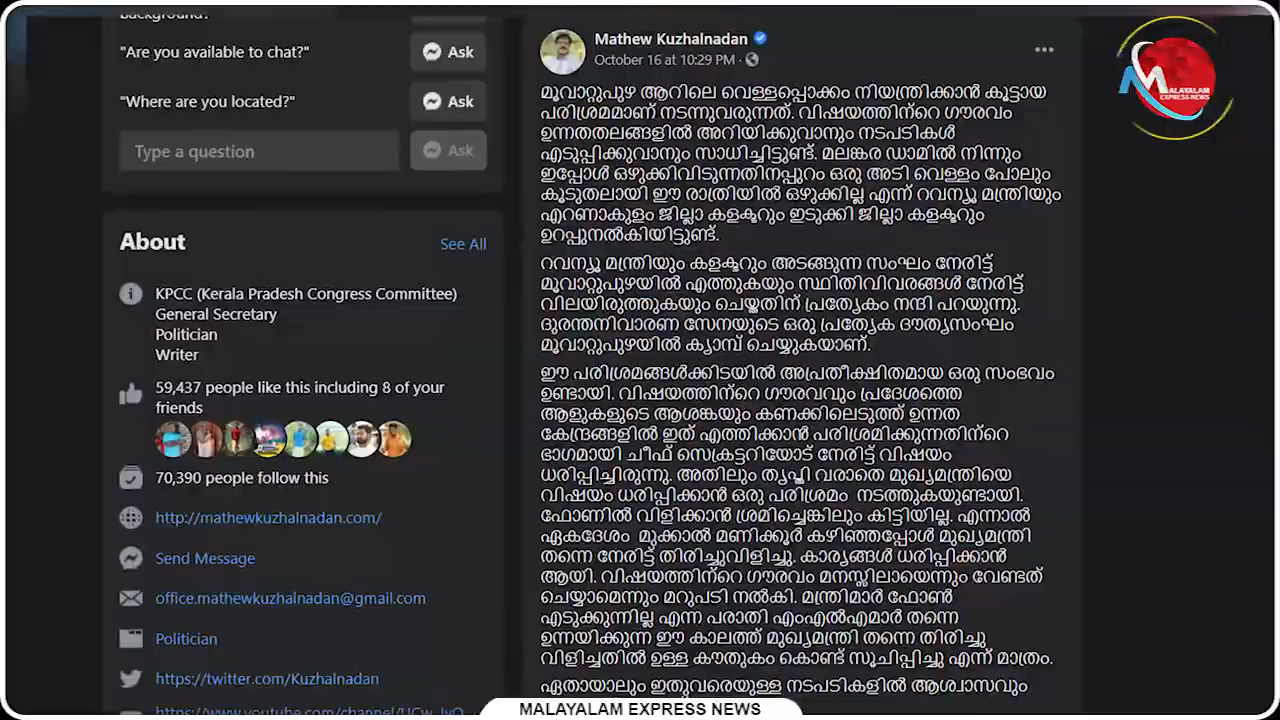 background?
"Are you available to chat?"
Ask
"Where are you located?"
Ask
Type a question
Ask
About
See All
KPCC (Kerala Pradesh Congress Committee)
General Secretary
Politician
Writer
59,437 people like this including 8 of your
friends
70,390 people follow this
http://mathewkuzhalnadan.com/
Send Message
office.mathewkuzhalnadan@gmail.com
Politician
https://twitter.com/Kuzhalnadan
Mathew Kuzhalnadan
October 16 at 10:29 PM ·
മൂവാറ്റുപുഴ ആറിലെ വെള്ളപ്പൊക്കം നിയന്ത്രിക്കാൻ കൂട്ടായ
പരിശ്രമമാണ് നടന്നുവരുന്നത്. വിഷയത്തിന്റെ ഗൗരവം
ഉന്നതതലങ്ങളിൽ അറിയിക്കുവാനും നടപടികൾ
എടുപ്പിക്കുവാനും സാധിച്ചിട്ടുണ്ട്. മലങ്കര ഡാമിൽ നിന്നും
ഇപ്പോൾ ഒഴുക്കിവിടുന്നതിനപ്പുറം ഒരു അടി വെള്ളം പോലും
കൂടുതലായി ഈ രാത്രിയിൽ ഒഴുക്കില്ല എന്ന് റവന്യൂ മന്ത്രിയും
എറണാകുളം ജില്ലാ കളക്ടറും ഇടുക്കി ജില്ലാ കളക്ടറും
ഉറപ്പുനൽകിയിട്ടുണ്ട്.
റവന്യൂ മന്ത്രിയും കളക്ടറും അടങ്ങുന്ന സംഘം നേരിട്ട്
മൂവാറ്റുപുഴയിൽ എത്തുകയും സ്ഥിതിവിവരങ്ങൾ നേരിട്ട്
വിലയിരുത്തുകയും ചെയ്തതിന് പ്രത്യേകം നന്ദി പറയുന്നു.
ദുരന്തനിവാരണ സേനയുടെ ഒരു പ്രത്യേക ദൗത്യസംഘം
മൂവാറ്റുപുഴയിൽ ക്യാമ്പ് ചെയ്യുകയാണ്.
ഈ പരിശ്രമങ്ങൾക്കിടയിൽ അപ്രതീക്ഷിതമായ ഒരു സംഭവം
ഉണ്ടായി. വിഷയത്തിന്റെ ഗൗരവവും പ്രദേശത്തെ
ആളുകളുടെ ആശങ്കയും കണക്കിലെടുത്ത് ഉന്നത
കേന്ദ്രങ്ങളിൽ ഇത് എത്തിക്കാൻ പരിശ്രമിക്കുന്നതിന്റെ
ഭാഗമായി ചീഫ് സെക്രട്ടറിയോട് നേരിട്ട് വിഷയം
ധരിപ്പിച്ചിരുന്നു. അതിലും തൃപ്തി വരാതെ മുഖ്യമന്ത്രിയെ
വിഷയം ധരിപ്പിക്കാൻ ഒരു പരിശ്രമം നടത്തുകയുണ്ടായി.
ഫോണിൽ വിളിക്കാൻ ശ്രമിച്ചെങ്കിലും കിട്ടിയില്ല. എന്നാൽ
ഏകദേശം മുക്കാൽ മണിക്കൂർ കഴിഞ്ഞപ്പോൾ മുഖ്യമന്ത്രി
തന്നെ നേരിട്ട് തിരിച്ചുവിളിച്ചു. കാര്യങ്ങൾ ധരിപ്പിക്കാൻ
ആയി. വിഷയത്തിന്റെ ഗൗരവം മനസ്സിലായെന്നും വേണ്ടത്
ചെയ്യാമെന്നും മറുപടി നൽകി. മന്ത്രിമാർ ഫോൺ
എടുക്കുന്നില്ല എന്ന പരാതി എംഎൽഎമാർ തന്നെ
ഉന്നയിക്കുന്ന ഈ കാലത്ത് മുഖ്യമന്ത്രി തന്നെ തിരിച്ചു
വിളിച്ചതിൽ ഉള്ള കൗതുകം കൊണ്ട് സൂചിപ്പിച്ചു എന്ന് മാത്രം.
ഏതായാലും ഇതുവരെയുള്ള നടപടികളിൽ ആശ്വാസവും
MALAYALAM
EXPRESS NEWS
MALAYALAM EXPRESS NEWS